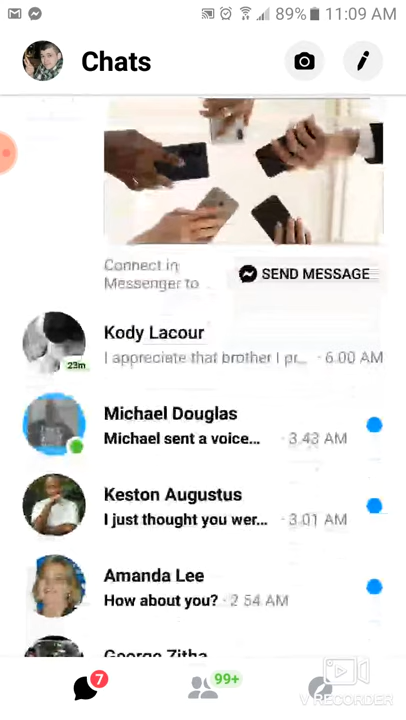 89% 11:09 AM
Chats
Connect in
Messenger to
SEND MESSAGE
Kody Lacour
23m
I appreciate that brother I pr... · 6:00 AM
Michael Douglas
Michael sent a voice... · 3:43 AM
Keston Augustus
I just thought you wer... · 3:01 AM
Amanda Lee
How about you? · 2:54 AM
George Zitha
7
99+
V RECORDER